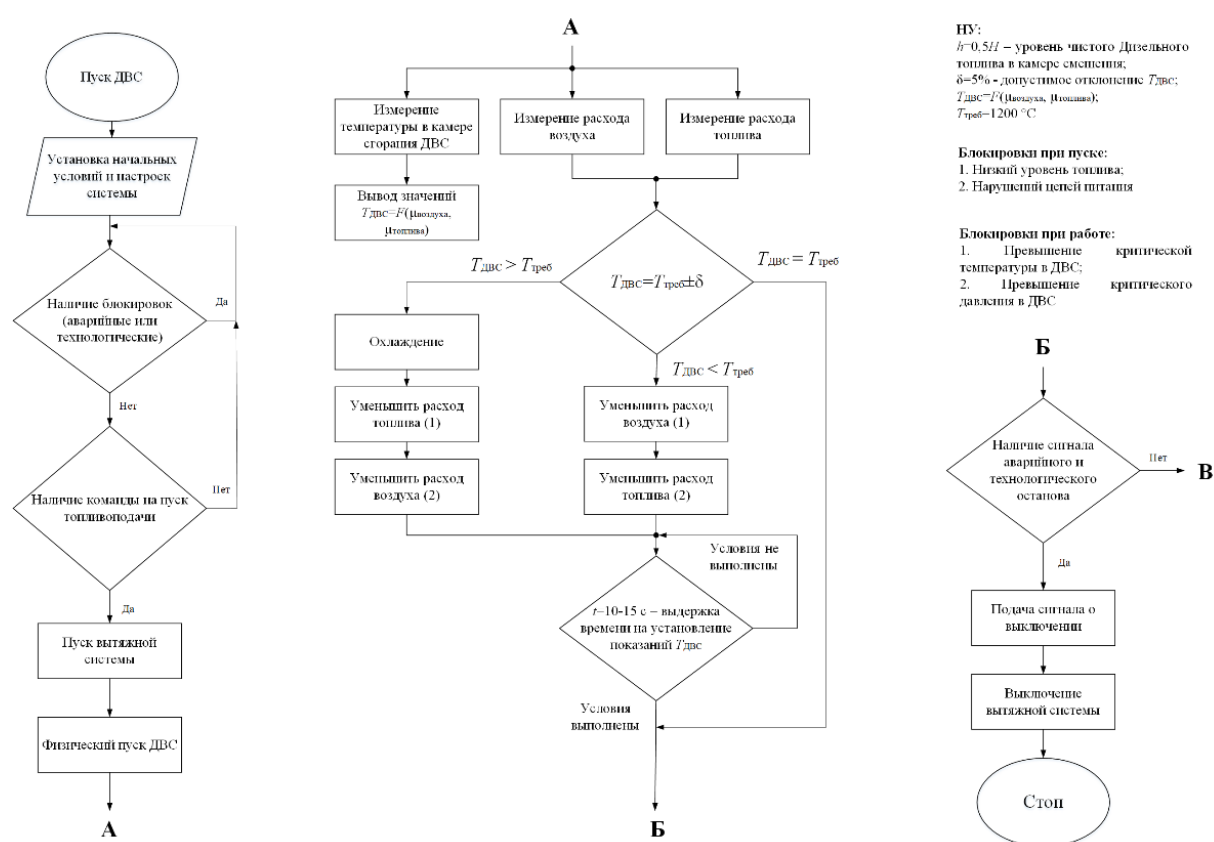 Пуск ДВС
Установка начальных
условий и настроек
системы
Наличие блокировок
(аварийные или
технологические)
Да
Нет
Наличие команды на пуск
топливоподачи
Нет
Да
Пуск вытяжной
системы
Физический пуск ДВС
А
А
Измерение
температуры в камере
сгорания ДВС
Измерение расхода
воздуха
Измерение расхода
топлива
Вывод значений
TДВС=F(μвоздуха,
μтоплива)
TДВС > Tтреб
TДВС=Tтреб±δ
TДВС = Tтреб
TДВС < Tтреб
Охлаждение
Уменьшить расход
топлива (1)
Уменьшить расход
воздуха (2)
Уменьшить расход
воздуха (1)
Уменьшить расход
топлива (2)
Условия не
выполнены
t=10-15 с – выдержка
времени на установление
показаний TДВС
Условия
выполнены
Б
НУ:
h=0,5H – уровень чистого Дизельного
топлива в камере смешения;
δ=5% - допустимое отклонение TДВС;
TДВС=F(μвоздуха, μтоплива);
Tтреб=1200 °C
Блокировки при пуске:
1. Низкий уровень топлива;
2. Нарушений цепей питания
Блокировки при работе:
1. Превышение критической
температуры в ДВС;
2. Превышение критического
давления в ДВС
Б
Наличие сигнала
аварийного и
технологического
останова
Нет
В
Да
Подача сигнала о
выключении
Выключение
вытяжной системы
Стоп